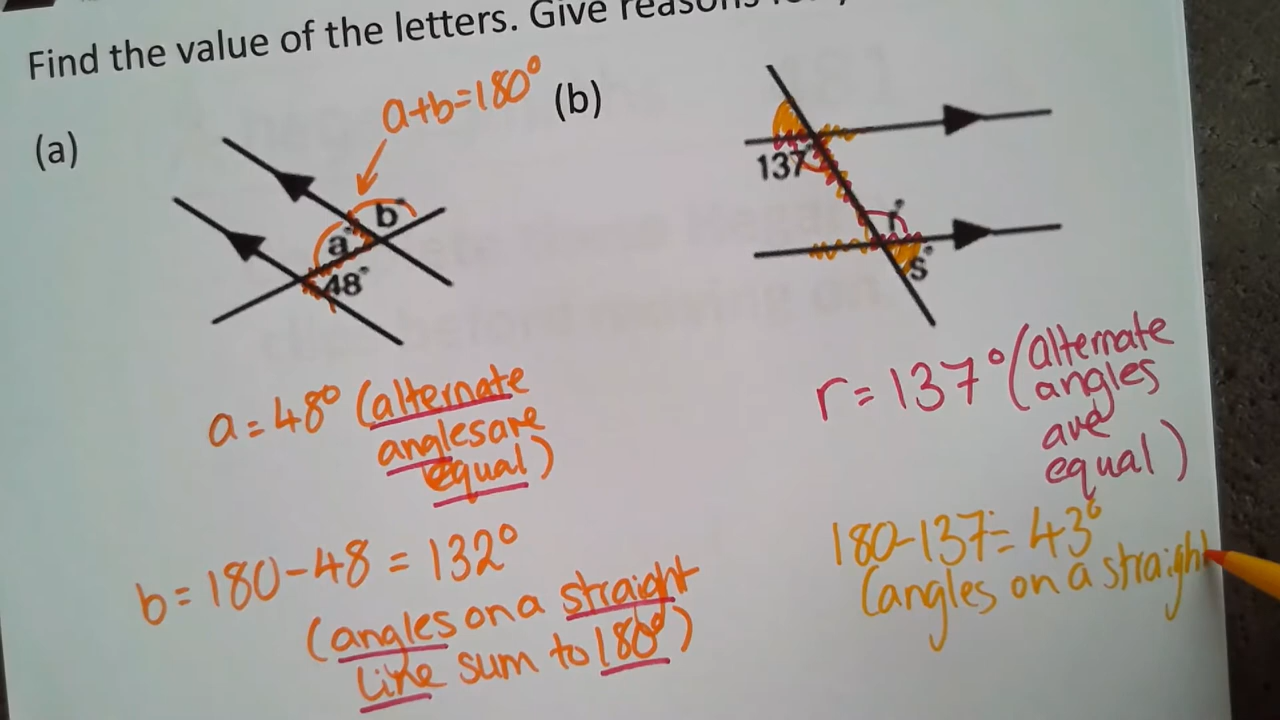 Find the value of the letters. Give reasons
a+b=180°
(a)
(b)
b°
a°
48°
137°
r°
s°
a = 48° (alternate
angles are
equal)
b = 180-48 = 132°
(angles on a straight
line sum to 180°)
r = 137° (alternate
angles
are
equal)
180-137 = 43°
(angles on a straight